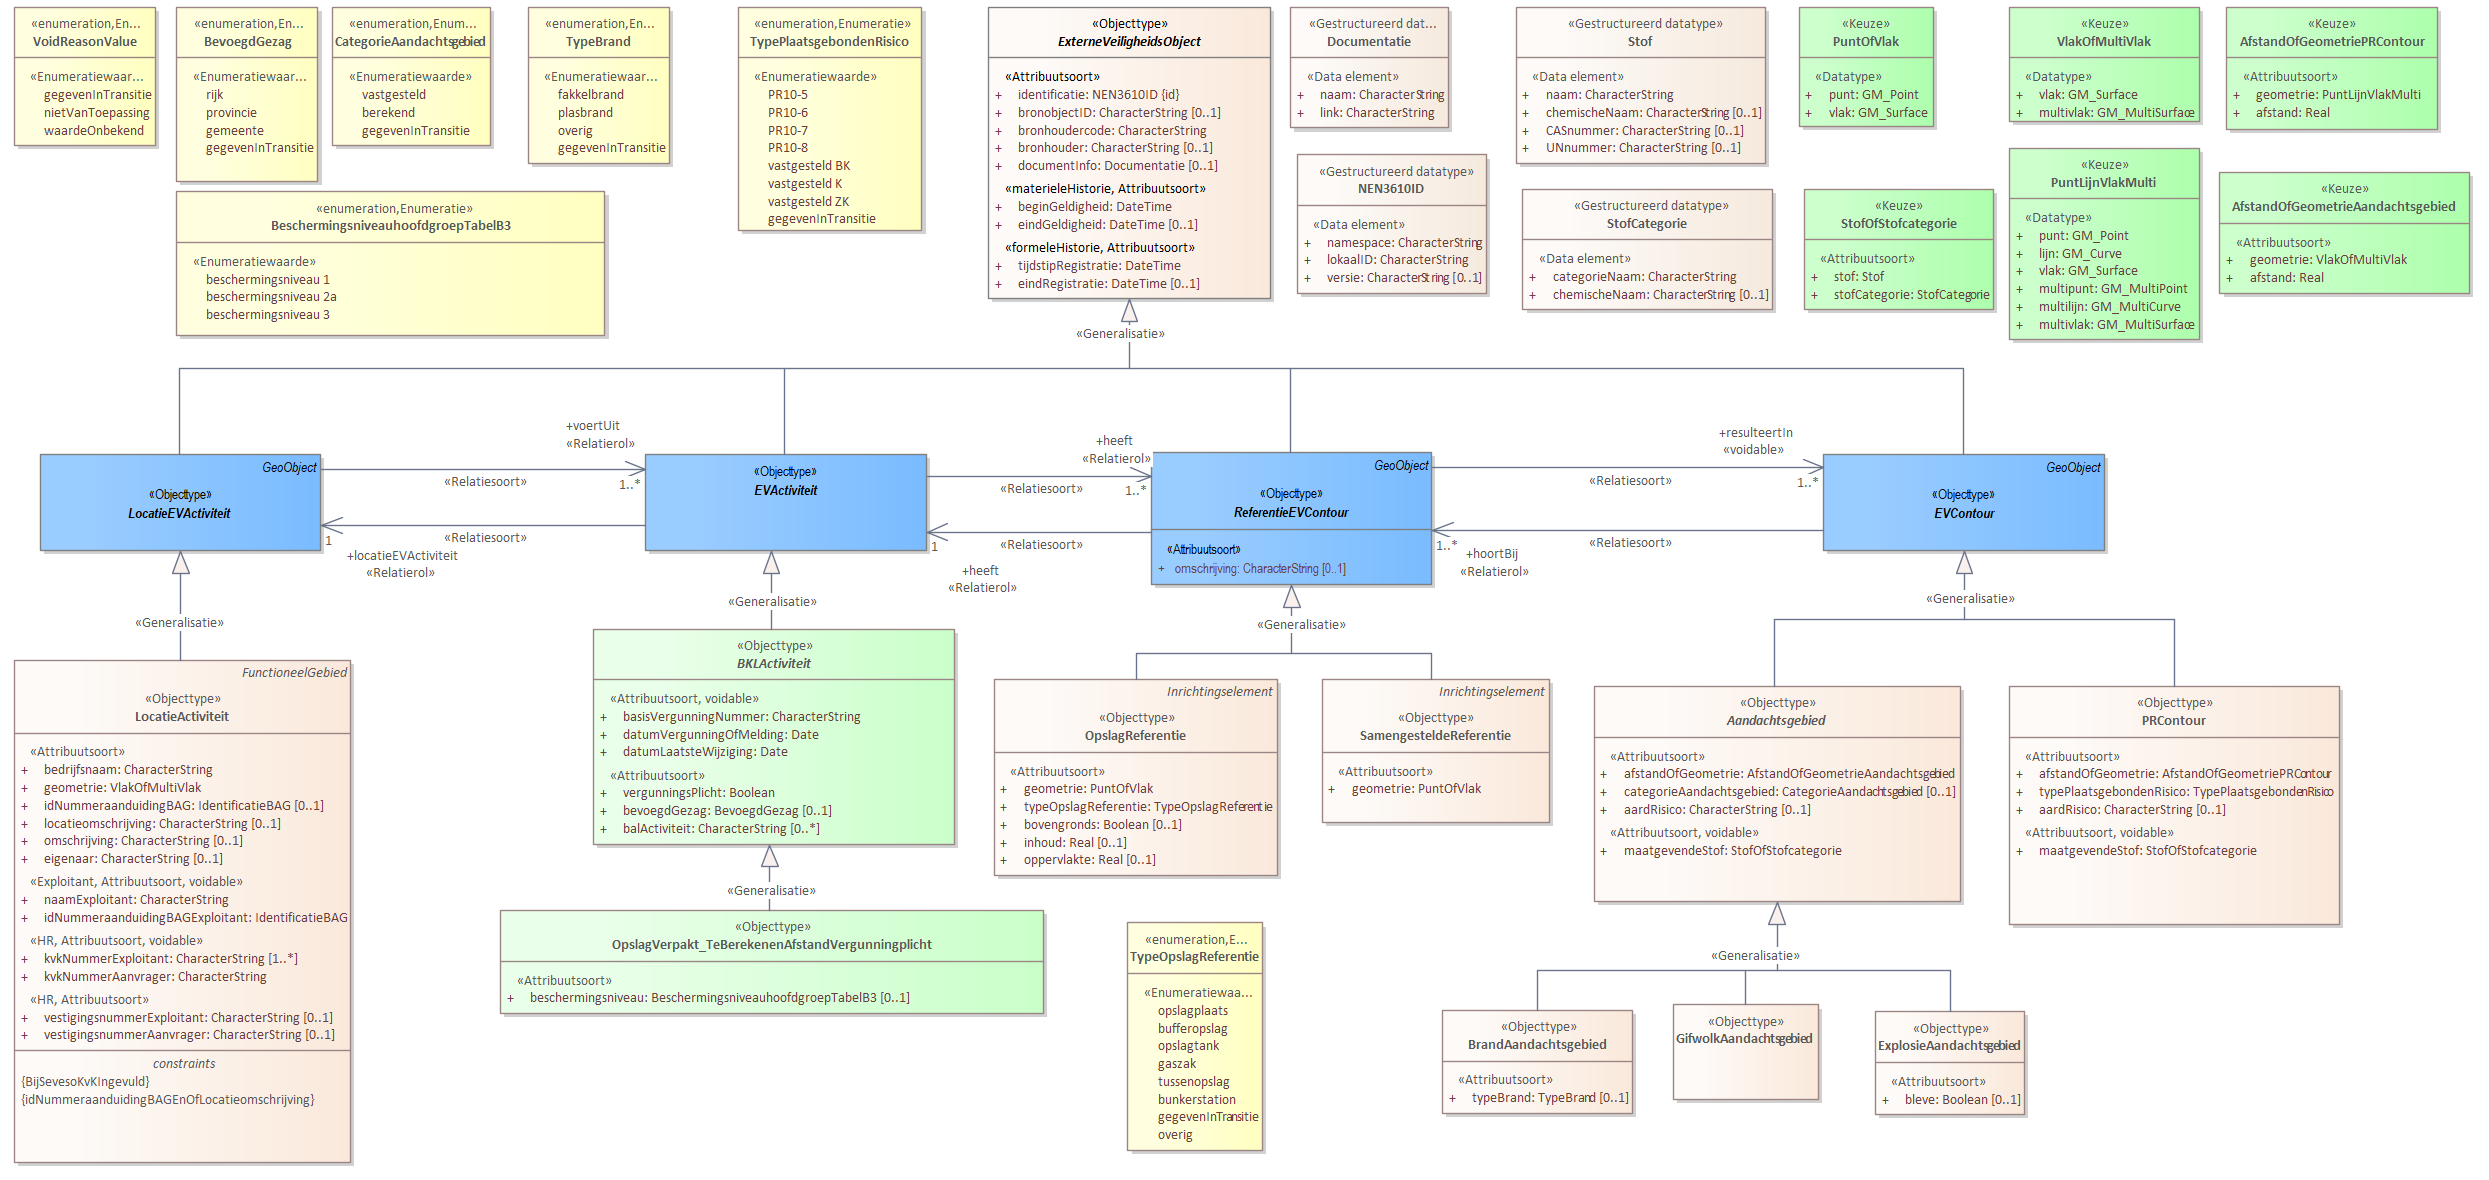 «enumeration,En...
VoidReasonValue
«Enumeratiewaar...
gegevenInTransitie
nietVanToepassing
waardeOnbekend
«enumeration,En...
BevoegdGezag
«Enumeratiewaar...
rijk
provincie
gemeente
gegevenInTransitie
«enumeration,Enum...
CategorieAandachtsgebied
«Enumeratiewaarde»
vastgesteld
berekend
gegevenInTransitie
«enumeration,En...
TypeBrand
«Enumeratiewaar...
fakkelbrand
plasbrand
overig
gegevenInTransitie
«enumeration,Enumeratie»
TypePlaatsgebondenRisico
«Enumeratiewaarde»
PR10-5
PR10-6
PR10-7
PR10-8
vastgesteld BK
vastgesteld K
vastgesteld ZK
gegevenInTransitie
«enumeration,Enumeratie»
BeschermingsniveauhoofdgroepTabelB3
«Enumeratiewaarde»
beschermingsniveau 1
beschermingsniveau 2a
beschermingsniveau 3
«Objecttype»
ExterneVeiligheidsObject
«Attribuutsoort»
+ identificatie: NEN3610ID {id}
+ bronobjectID: CharacterString [0..1]
+ bronhoudercode: CharacterString
+ bronhouder: CharacterString [0..1]
+ documentInfo: Documentatie [0..1]
«materieleHistorie, Attribuutsoort»
+ beginGeldigheid: DateTime
+ eindGeldigheid: DateTime [0..1]
«formeleHistorie, Attribuutsoort»
+ tijdstipRegistratie: DateTime
+ eindRegistratie: DateTime [0..1]
«Gestructureerd dat...
Documentatie
«Data element»
+ naam: CharacterString
+ link: CharacterString
«Gestructureerd datatype»
NEN3610ID
«Data element»
+ namespace: CharacterString
+ lokaalID: CharacterString
+ versie: CharacterString [0..1]
«Gestructureerd datatype»
Stof
«Data element»
+ naam: CharacterString
+ chemischeNaam: CharacterString [0..1]
+ CASnummer: CharacterString [0..1]
+ UNnummer: CharacterString [0..1]
«Gestructureerd datatype»
StofCategorie
«Data element»
+ categorieNaam: CharacterString
+ chemischeNaam: CharacterString [0..1]
«Keuze»
PuntOfVlak
«Datatype»
+ punt: GM_Point
+ vlak: GM_Surface
«Keuze»
StofOfStofcategorie
«Attribuutsoort»
+ stof: Stof
+ stofCategorie: StofCategorie
«Keuze»
VlakOfMultiVlak
«Datatype»
+ vlak: GM_Surface
+ multivlak: GM_MultiSurface
«Keuze»
PuntLijnVlakMulti
«Datatype»
+ punt: GM_Point
+ lijn: GM_Curve
+ vlak: GM_Surface
+ multipunt: GM_MultiPoint
+ multilijn: GM_MultiCurve
+ multivlak: GM_MultiSurface
«Keuze»
AfstandOfGeometriePRContour
«Attribuutsoort»
+ geometrie: PuntLijnVlakMulti
+ afstand: Real
«Keuze»
AfstandOfGeometrieAandachtsgebied
«Attribuutsoort»
+ geometrie: VlakOfMultiVlak
+ afstand: Real
«Generalisatie»
GeoObject
«Objecttype»
LocatieEVActiviteit
+voertUit
«Relatierol»
«Relatiesoort»
1..*
«Relatiesoort»
1
+locatieEVActiviteit
«Relatierol»
«Objecttype»
EVActiviteit
+heeft
«Relatierol»
«Relatiesoort»
1..*
«Relatiesoort»
1
+heeft
«Relatierol»
GeoObject
«Objecttype»
ReferentieEVContour
«Attribuutsoort»
+ omschrijving: CharacterString [0..1]
+resulteertIn
«voidable»
«Relatiesoort»
1..*
«Relatiesoort»
1..*
+hoortBij
«Relatierol»
GeoObject
«Objecttype»
EVContour
«Generalisatie»
«Generalisatie»
«Generalisatie»
«Generalisatie»
FunctioneelGebied
«Objecttype»
LocatieActiviteit
«Attribuutsoort»
+ bedrijfsnaam: CharacterString
+ geometrie: VlakOfMultiVlak
+ idNummeraanduidingBAG: IdentificatieBAG [0..1]
+ locatieomschrijving: CharacterString [0..1]
+ omschrijving: CharacterString [0..1]
+ eigenaar: CharacterString [0..1]
«Exploitant, Attribuutsoort, voidable»
+ naamExploitant: CharacterString
+ idNummeraanduidingBAGExploitant: IdentificatieBAG
«HR, Attribuutsoort, voidable»
+ kvkNummerExploitant: CharacterString [1..*]
+ kvkNummerAanvrager: CharacterString
«HR, Attribuutsoort»
+ vestigingsnummerExploitant: CharacterString [0..1]
+ vestigingsnummerAanvrager: CharacterString [0..1]
constraints
{BijSevesoKvKIngevuld}
{idNummeraanduidingBAGEnOfLocatieomschrijving}
«Objecttype»
BKLActiviteit
«Attribuutsoort, voidable»
+ basisVergunningNummer: CharacterString
+ datumVergunningOfMelding: Date
+ datumLaatsteWijziging: Date
«Attribuutsoort»
+ vergunningsPlicht: Boolean
+ bevoegdGezag: BevoegdGezag [0..1]
+ balActiviteit: CharacterString [0..*]
«Generalisatie»
«Objecttype»
OpslagVerpakt_TeBerekenenAfstandVergunningplicht
«Attribuutsoort»
+ beschermingsniveau: BeschermingsniveauhoofdgroepTabelB3 [0..1]
Inrichtingselement
«Objecttype»
OpslagReferentie
«Attribuutsoort»
+ geometrie: PuntOfVlak
+ typeOpslagReferentie: TypeOpslagReferentie
+ bovengronds: Boolean [0..1]
+ inhoud: Real [0..1]
+ oppervlakte: Real [0..1]
Inrichtingselement
«Objecttype»
SamengesteldeReferentie
«Attribuutsoort»
+ geometrie: PuntOfVlak
«enumeration,E...
TypeOpslagReferentie
«Enumeratiewaa...
opslagplaats
bufferopslag
opslagtank
gaszak
tussenopslag
bunkerstation
gegevenInTransitie
overig
«Objecttype»
Aandachtsgebied
«Attribuutsoort»
+ afstandOfGeometrie: AfstandOfGeometrieAandachtsgebied
+ categorieAandachtsgebied: CategorieAandachtsgebied [0..1]
+ aardRisico: CharacterString [0..1]
«Attribuutsoort, voidable»
+ maatgevendeStof: StofOfStofcategorie
«Objecttype»
PRContour
«Attribuutsoort»
+ afstandOfGeometrie: AfstandOfGeometriePRContour
+ typePlaatsgebondenRisico: TypePlaatsgebondenRisico
+ aardRisico: CharacterString [0..1]
«Attribuutsoort, voidable»
+ maatgevendeStof: StofOfStofcategorie
«Generalisatie»
«Objecttype»
BrandAandachtsgebied
«Attribuutsoort»
+ typeBrand: TypeBrand [0..1]
«Objecttype»
GifwolkAandachtsgebied
«Objecttype»
ExplosieAandachtsgebied
«Attribuutsoort»
+ bleve: Boolean [0..1]